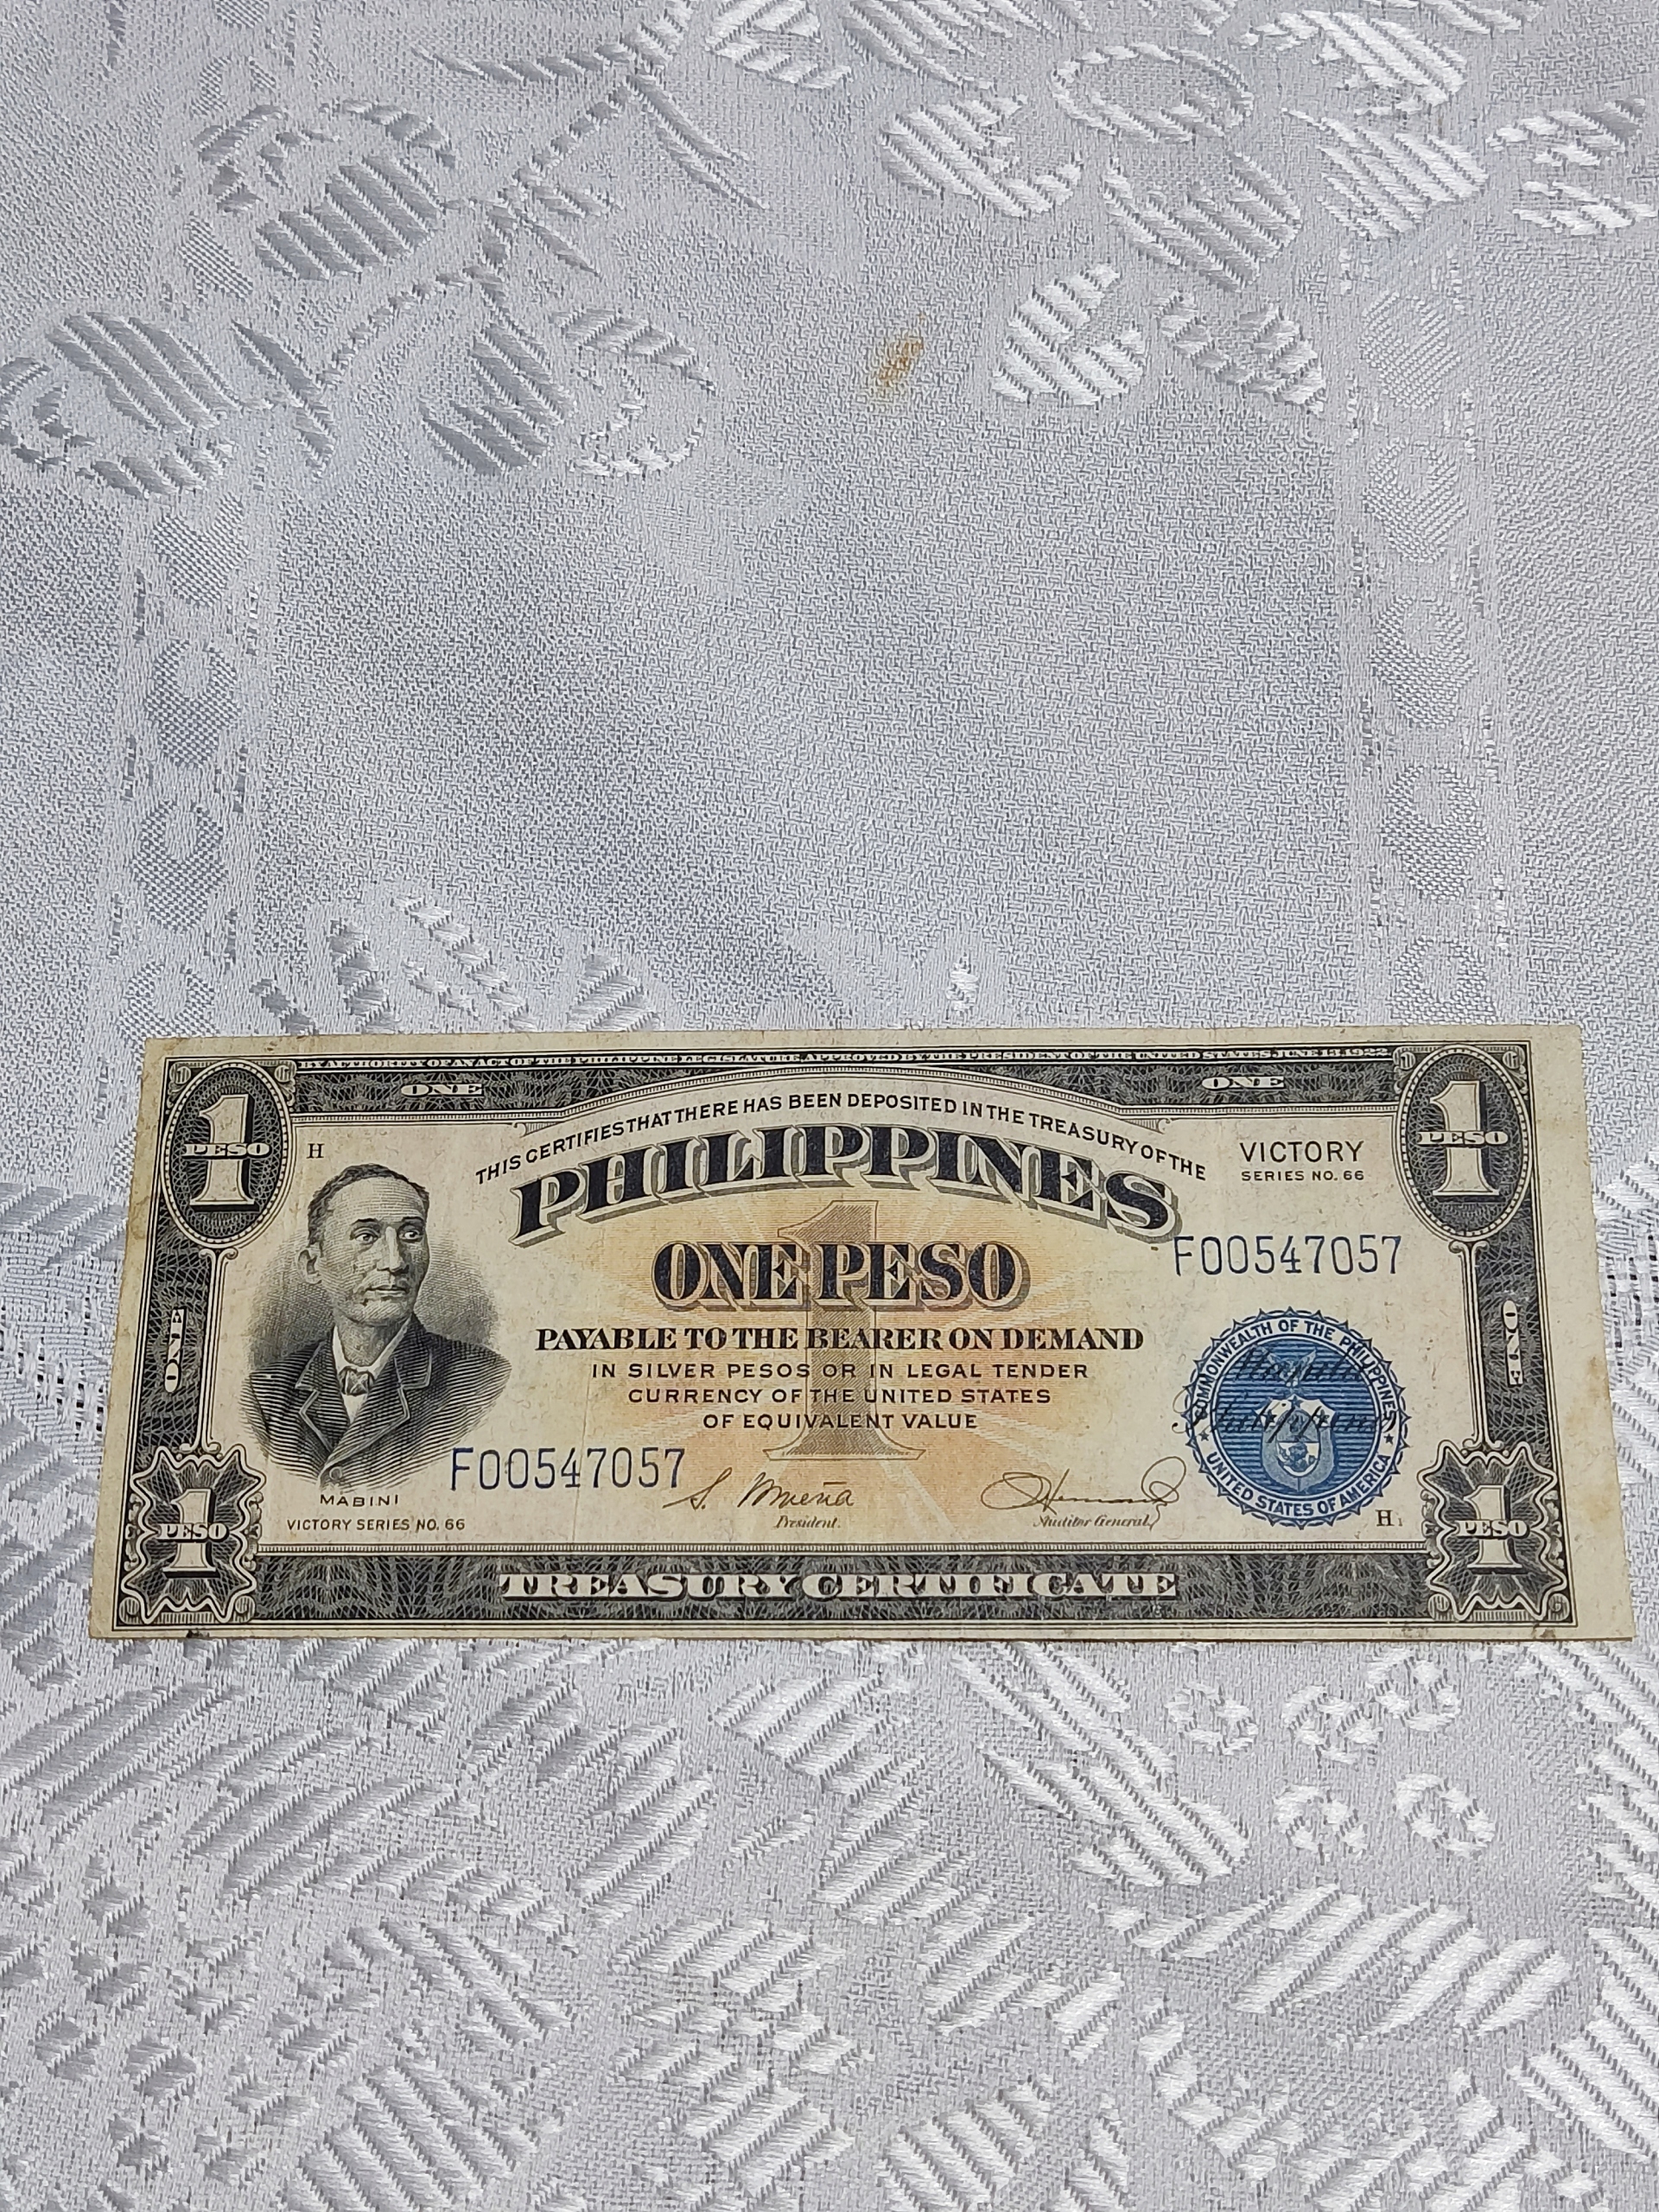 BY AUTHORITY OF AN ACT OF THE PHILIPPINE LEGISLATURE APPROVED BY THE PRESIDENT OF THE UNITED STATES JUNE 13, 1922
ONE
ONE
1
PESO
1
PESO
H
THIS CERTIFIES THAT THERE HAS BEEN DEPOSITED IN THE TREASURY OF THE
VICTORY
SERIES NO. 66
PHILIPPINES
F00547057
1
ONE PESO
ONE
ONE
PAYABLE TO THE BEARER ON DEMAND
IN SILVER PESOS OR IN LEGAL TENDER
CURRENCY OF THE UNITED STATES
OF EQUIVALENT VALUE
COMMONWEALTH OF THE PHILIPPINES
UNITED STATES OF AMERICA
F00547057
MABINI
VICTORY SERIES NO. 66
President.
Auditor General
H1
1
PESO
1
PESO
TREASURY CERTIFICATE